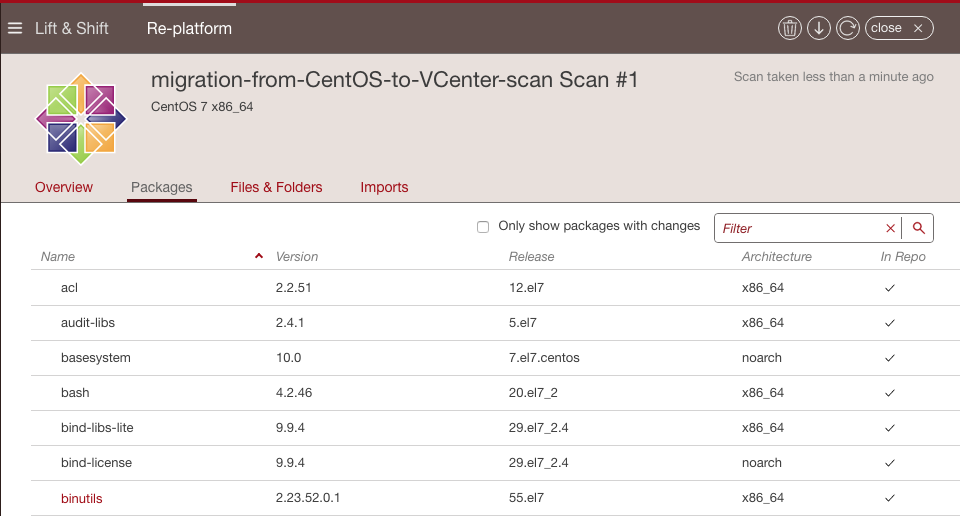 Lift & Shift Re-platform close
migration-from-CentOS-to-VCenter-scan Scan #1 Scan taken less than a minute ago
CentOS 7 x86_64
Overview Packages Files & Folders Imports
Only show packages with changes Filter
Name Version Release Architecture In Repo
acl 2.2.51 12.el7 x86_64
audit-libs 2.4.1 5.el7 x86_64
basesystem 10.0 7.el7.centos noarch
bash 4.2.46 20.el7_2 x86_64
bind-libs-lite 9.9.4 29.el7_2.4 x86_64
bind-license 9.9.4 29.el7_2.4 noarch
binutils 2.23.52.0.1 55.el7 x86_64